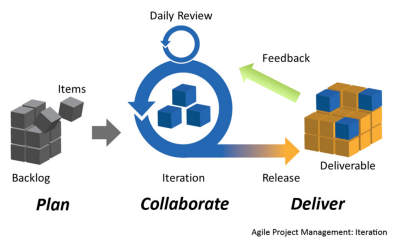 Daily Review
Feedback
Items
Backlog
Iteration
Release
Deliverable
Plan
Collaborate
Deliver
Agile Project Management: Iteration